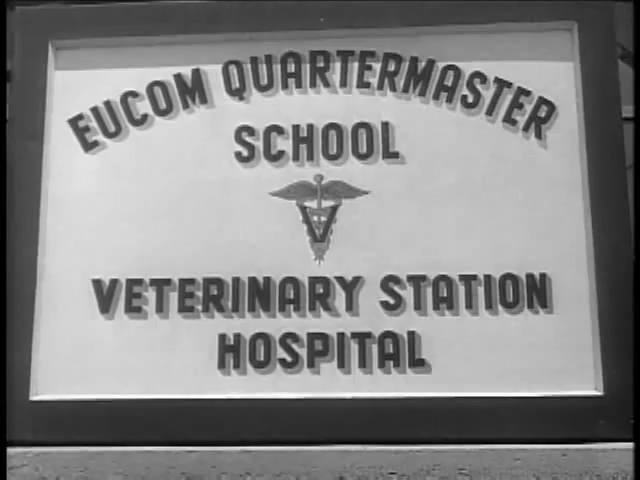 EUCOM QUARTERMASTER
SCHOOL
V
VETERINARY STATION
HOSPITAL